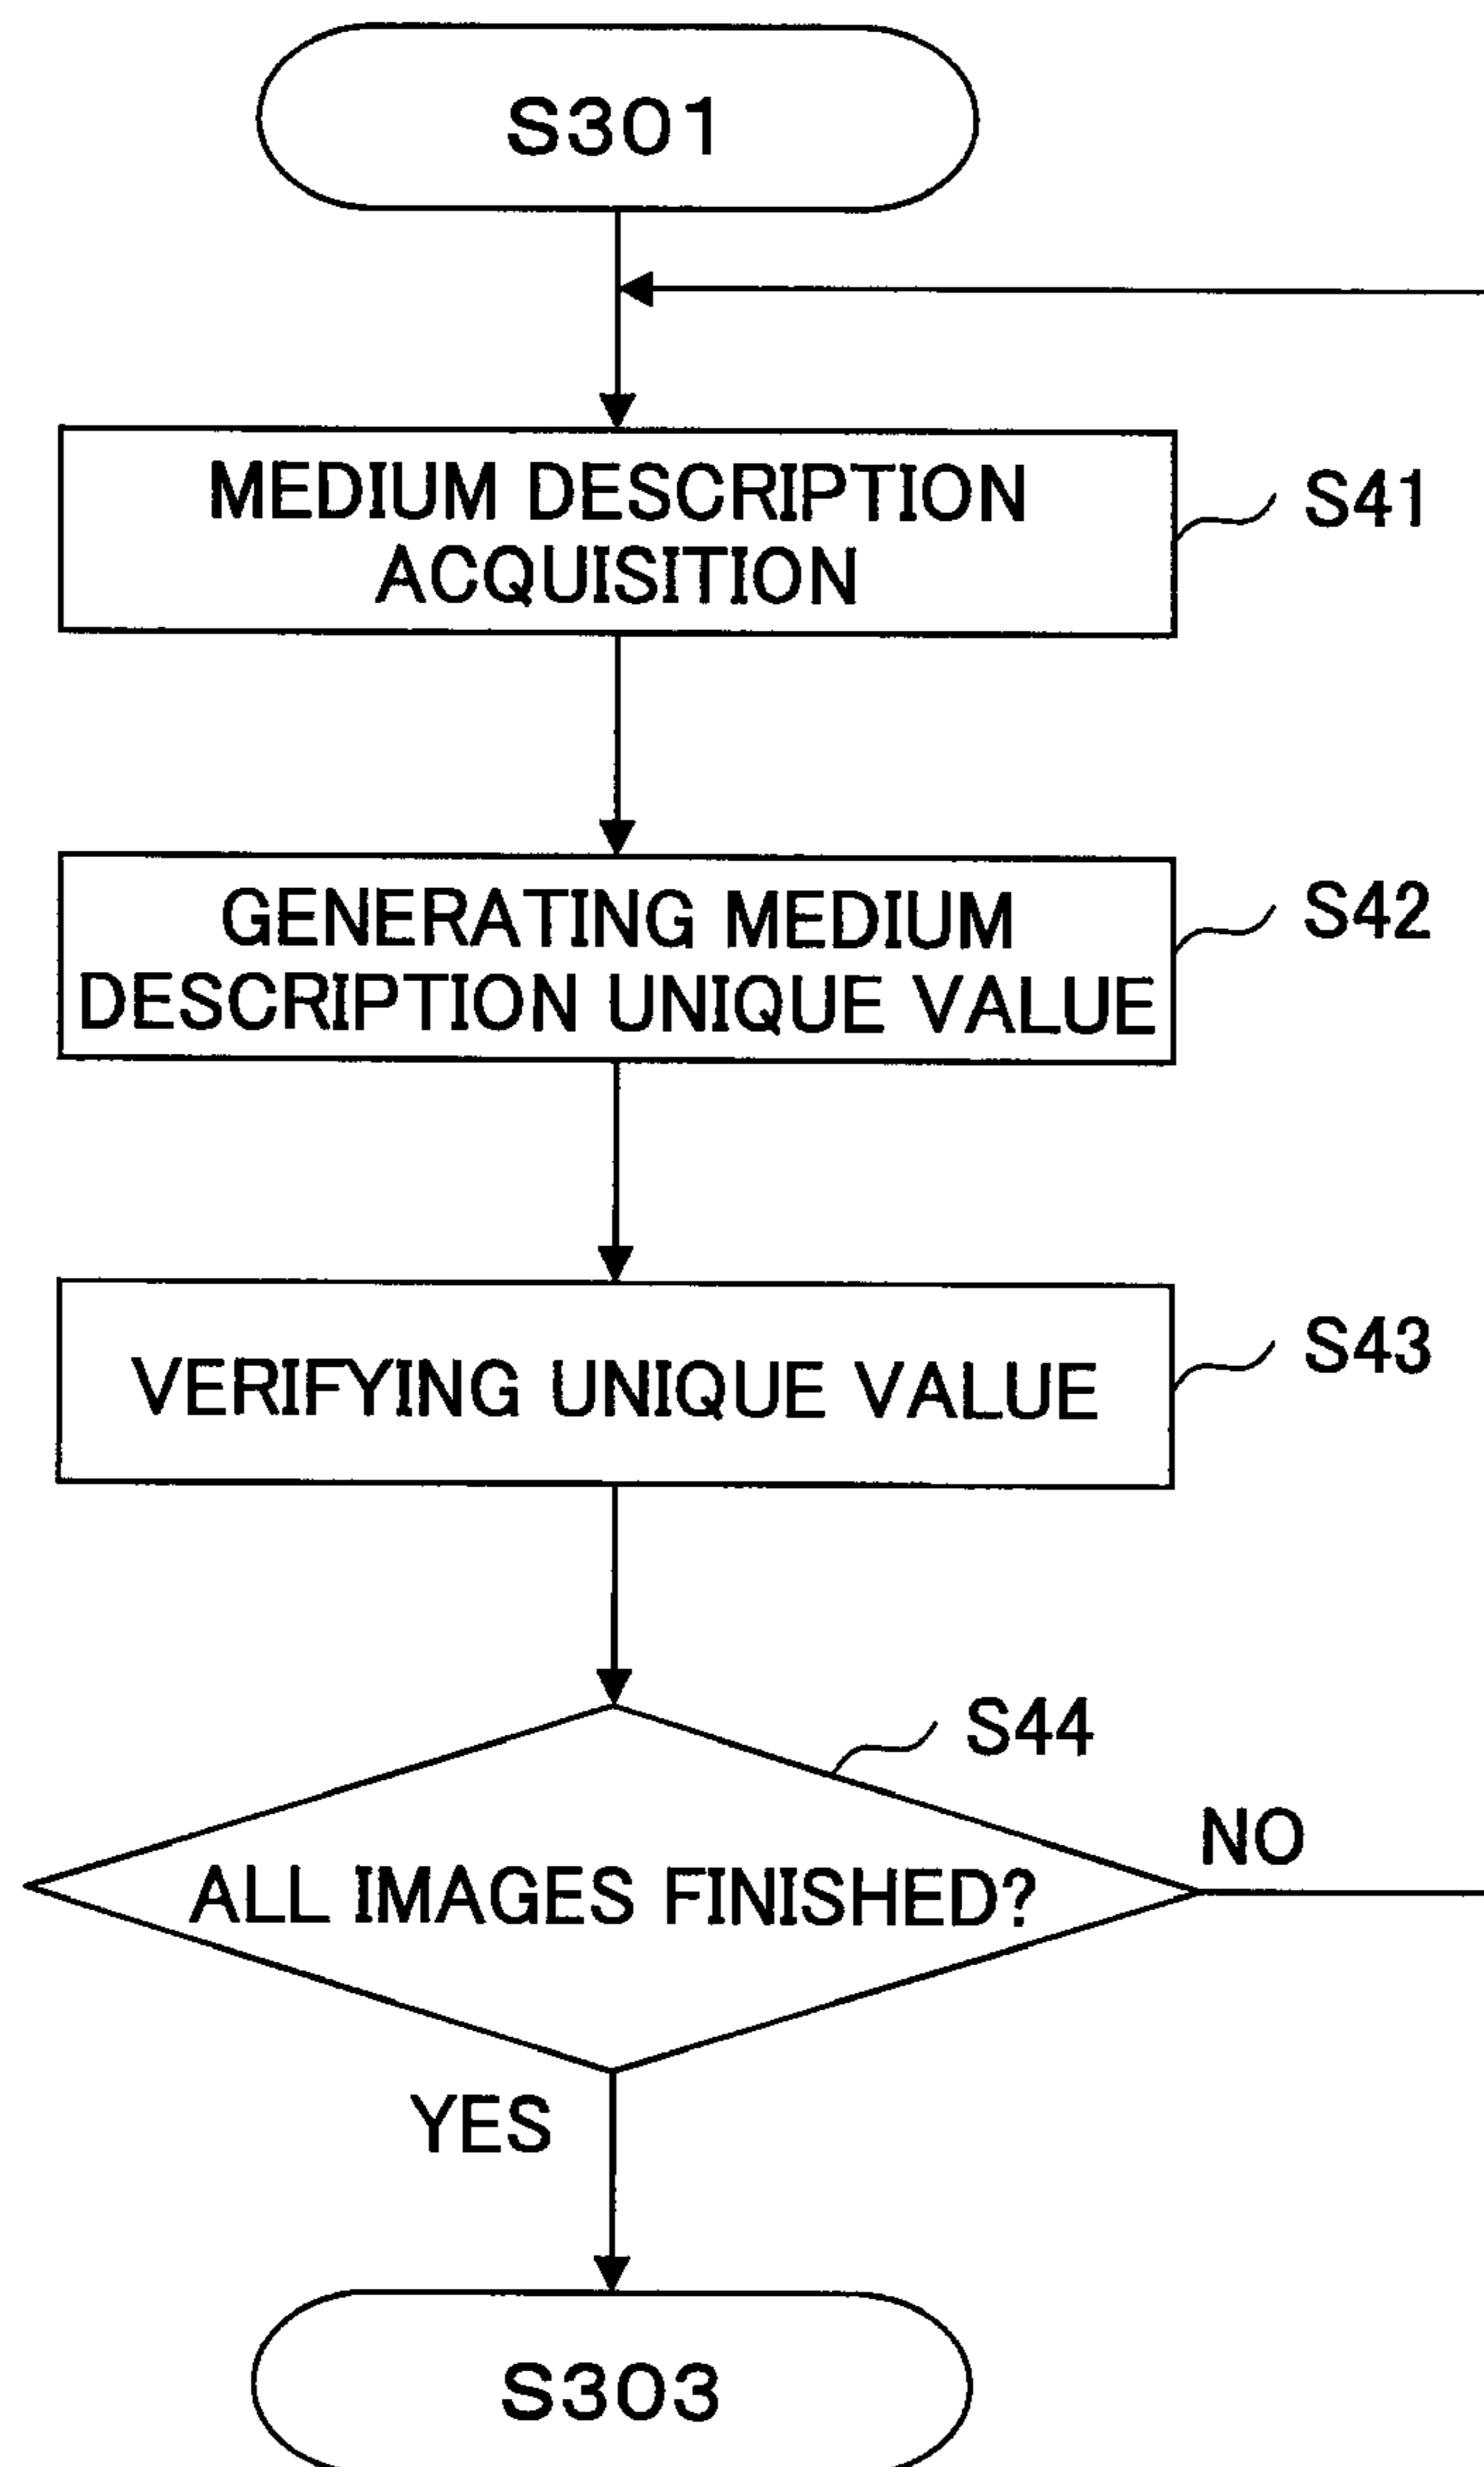 S301
MEDIUM DESCRIPTION
ACQUISITION
S41
GENERATING MEDIUM
DESCRIPTION UNIQUE VALUE
S42
VERIFYING UNIQUE VALUE
S43
S44
ALL IMAGES FINISHED?
NO
YES
S303